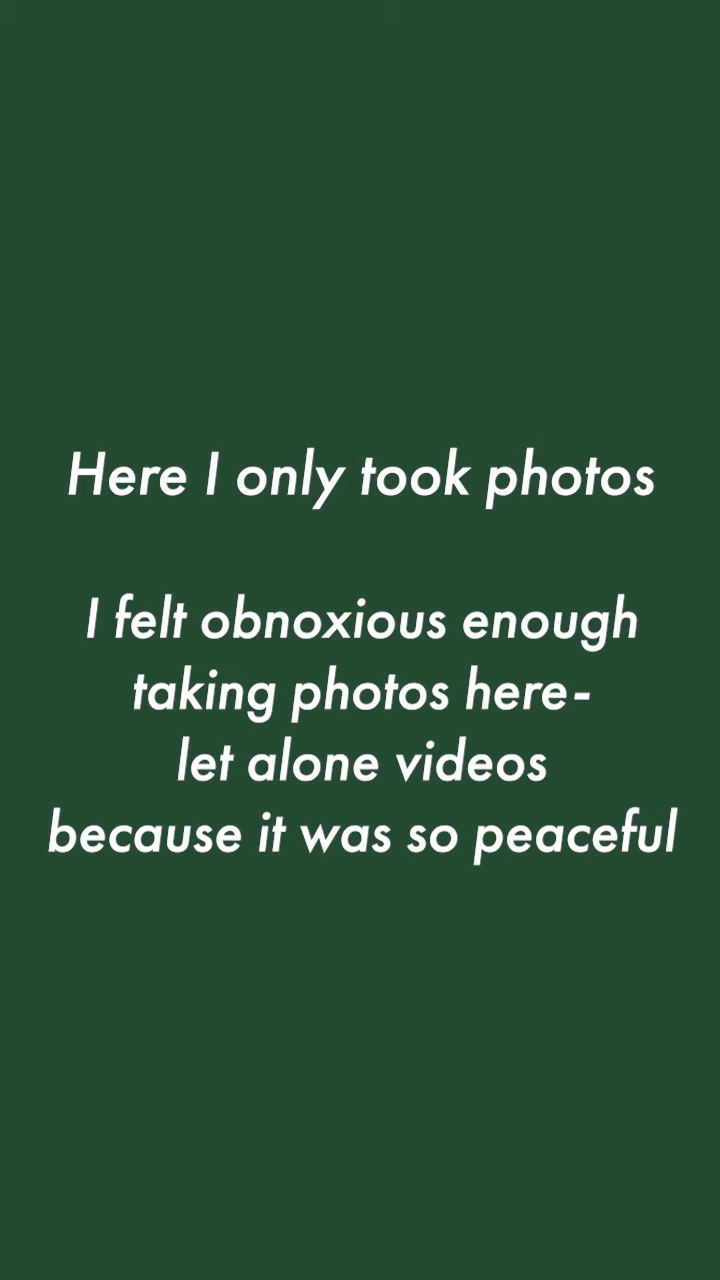 Here I only took photos
I felt obnoxious enough
taking photos here-
let alone videos
because it was so peaceful